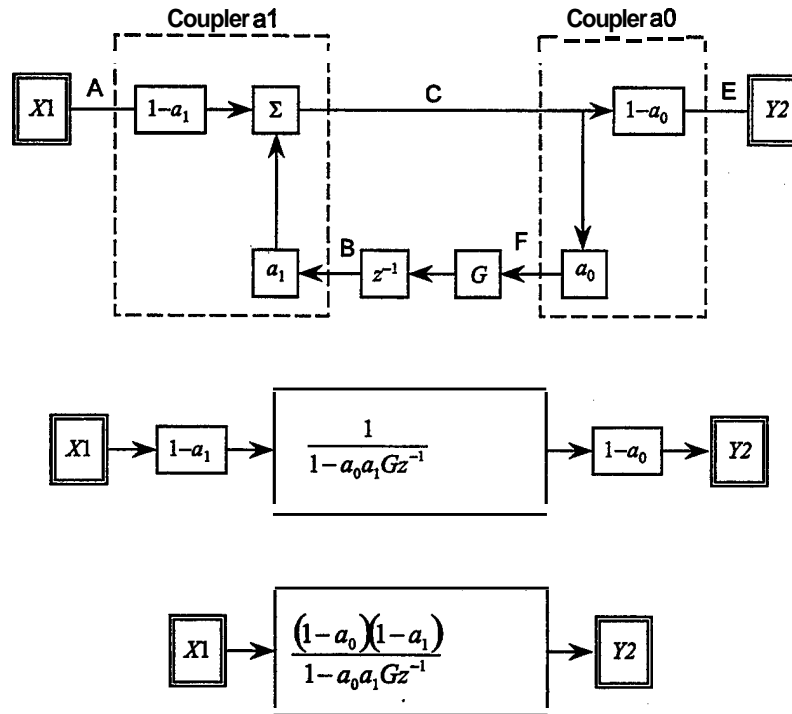 Coupler a1 Coupler a0
A C E
X1 1−a₁ Σ 1−a₀ Y2
B F
a₁ z⁻¹ G a₀
X1 1−a₁ 1/(1−a₀a₁Gz⁻¹) 1−a₀ Y2
X1 (1−a₀)(1−a₁)/(1−a₀a₁Gz⁻¹) Y2